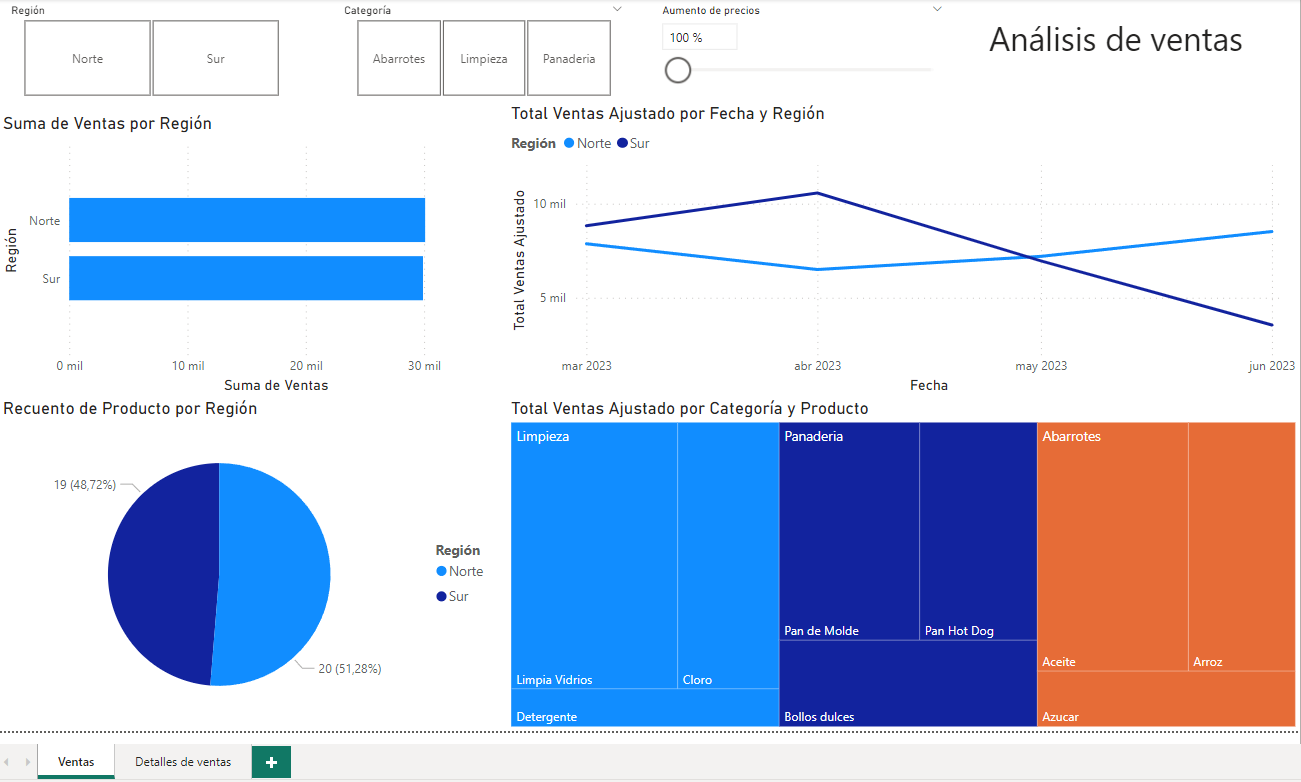 Región
Norte
Sur
Categoría
Abarrotes
Limpieza
Panaderia
Aumento de precios
100 %
Análisis de ventas
Suma de Ventas por Región
Región
Norte
Sur
0 mil
10 mil
20 mil
30 mil
Suma de Ventas
Total Ventas Ajustado por Fecha y Región
Región
Norte
Sur
Total Ventas Ajustado
10 mil
5 mil
mar 2023
abr 2023
may 2023
jun 2023
Fecha
Recuento de Producto por Región
19 (48,72%)
20 (51,28%)
Región
Norte
Sur
Total Ventas Ajustado por Categoría y Producto
Limpieza
Limpia Vidrios
Cloro
Detergente
Panaderia
Pan de Molde
Pan Hot Dog
Bollos dulces
Abarrotes
Aceite
Arroz
Azucar
Ventas
Detalles de ventas
+